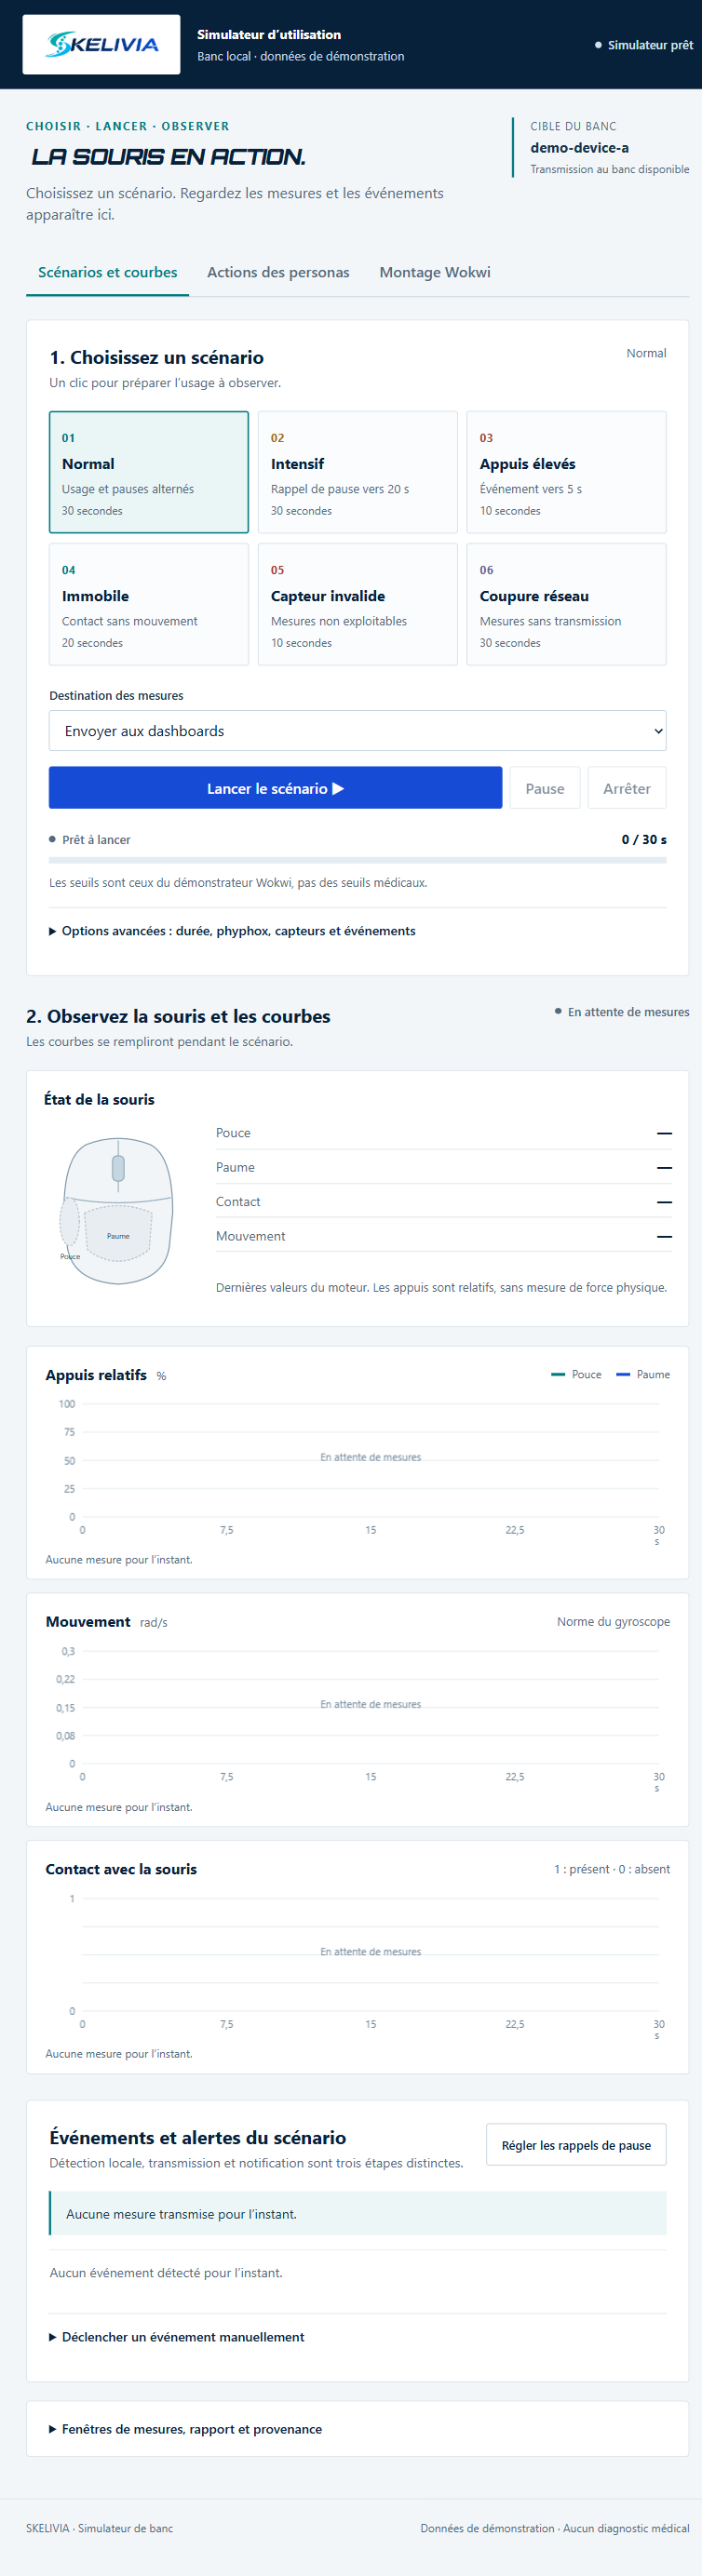 SKELIVIA
Simulateur d’utilisation
Banc local · données de démonstration
Simulateur prêt
CHOISIR · LANCER · OBSERVER
LA SOURIS EN ACTION.
Choisissez un scénario. Regardez les mesures et les événements
apparaître ici.
CIBLE DU BANC
demo-device-a
Transmission au banc disponible
Scénarios et courbes
Actions des personas
Montage Wokwi
1. Choisissez un scénario
Normal
Un clic pour préparer l’usage à observer.
01
Normal
Usage et pauses alternés
30 secondes
02
Intensif
Rappel de pause vers 20 s
30 secondes
03
Appuis élevés
Événement vers 5 s
10 secondes
04
Immobile
Contact sans mouvement
20 secondes
05
Capteur invalide
Mesures non exploitables
10 secondes
06
Coupure réseau
Mesures sans transmission
30 secondes
Destination des mesures
Envoyer aux dashboards
Lancer le scénario ▶
Pause
Arrêter
Prêt à lancer
0 / 30 s
Les seuils sont ceux du démonstrateur Wokwi, pas des seuils médicaux.
▶ Options avancées : durée, phyphox, capteurs et événements
2. Observez la souris et les courbes
En attente de mesures
Les courbes se rempliront pendant le scénario.
État de la souris
Paume
Pouce
Pouce —
Paume —
Contact —
Mouvement —
Dernières valeurs du moteur. Les appuis sont relatifs, sans mesure de force physique.
Appuis relatifs %
Pouce
Paume
100
75
50
25
0
En attente de mesures
0
7,5
15
22,5
30
s
Aucune mesure pour l’instant.
Mouvement rad/s
Norme du gyroscope
0,3
0,22
0,15
0,08
0
En attente de mesures
0
7,5
15
22,5
30
s
Aucune mesure pour l’instant.
Contact avec la souris
1 : présent · 0 : absent
1
0
En attente de mesures
0
7,5
15
22,5
30
s
Aucune mesure pour l’instant.
Événements et alertes du scénario
Détection locale, transmission et notification sont trois étapes distinctes.
Régler les rappels de pause
Aucune mesure transmise pour l’instant.
Aucun événement détecté pour l’instant.
▶ Déclencher un événement manuellement
▶ Fenêtres de mesures, rapport et provenance
SKELIVIA · Simulateur de banc
Données de démonstration · Aucun diagnostic médical